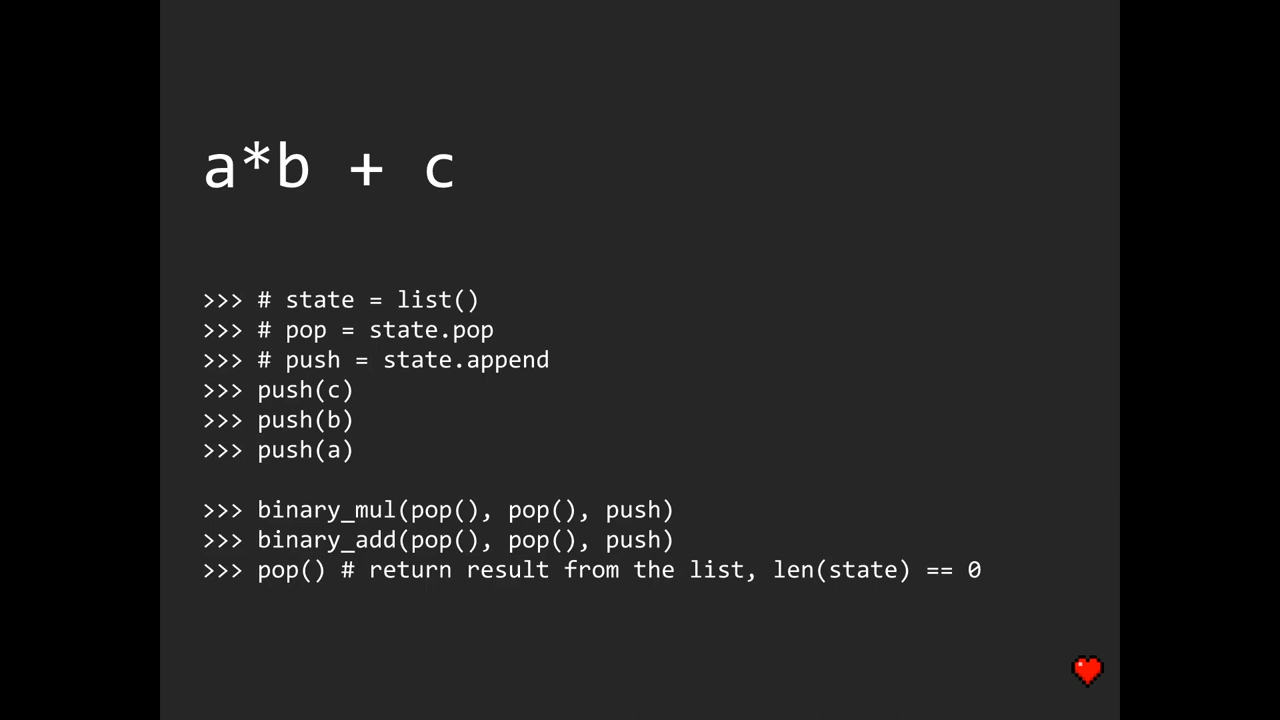 a*b + c
>>> # state = list()
>>> # pop = state.pop
>>> # push = state.append
>>> push(c)
>>> push(b)
>>> push(a)
>>> binary_mul(pop(), pop(), push)
>>> binary_add(pop(), pop(), push)
>>> pop() # return result from the list, len(state) == 0